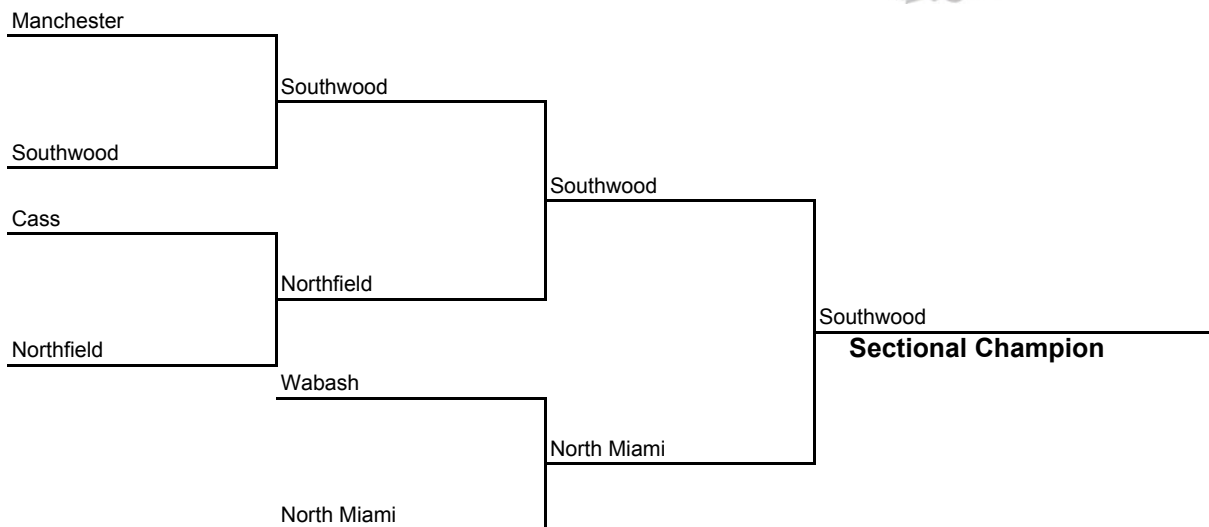 Manchester
Southwood
Southwood
Southwood
Cass
Northfield
Southwood
Northfield
Sectional Champion
Wabash
North Miami
North Miami